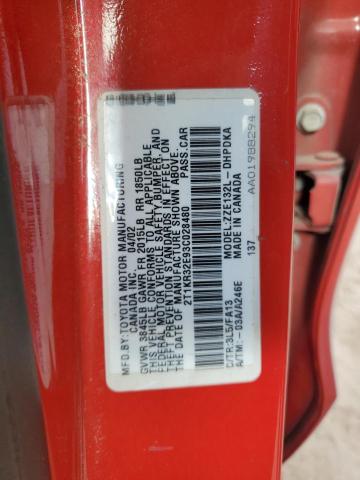 MFD.BY:TOYOTA MOTOR MANUFACTURING
CANADA INC. 04/02
GVWR 3845LB GAWR FR 2015LB RR 1850LB
THIS VEHICLE CONFORMS TO ALL APPLICABLE
FEDERAL MOTOR VEHICLE SAFETY, BUMPER, AND
THEFT PREVENTION STANDARDS IN EFFECT ON
THE DATE OF MANUFACTURE SHOWN ABOVE.
2T1KR32E93C028480 PASS.CAR
MODEL:ZZE132L-DHPDKA
MADE IN CANADA
137
AA01988294
C/TR:3L5/FA13
A/TM:-03A/A246E